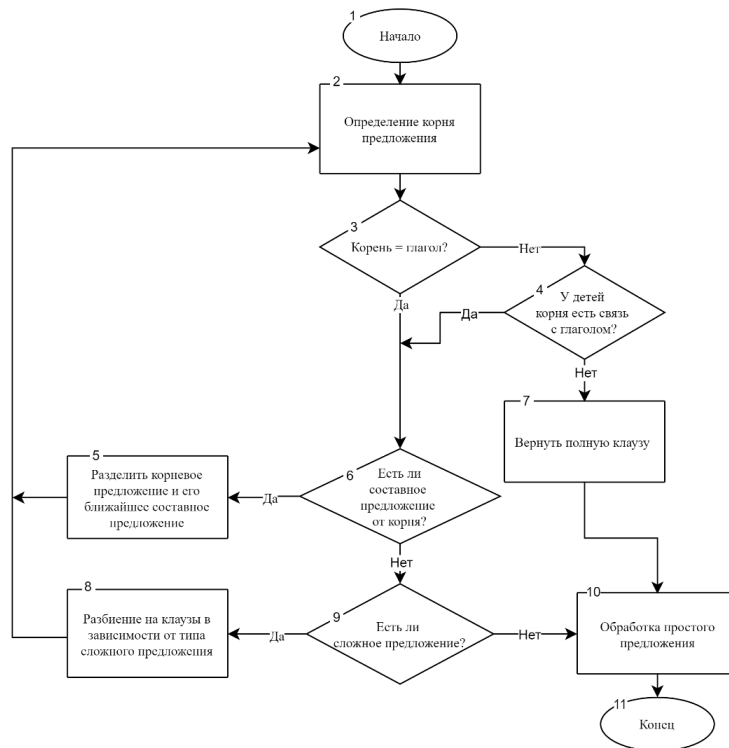 1
Начало
2
Определение корня
предложения
3
Корень = глагол?
Нет
Да
4
У детей
корня есть связь
с глаголом?
Да
Нет
7
Вернуть полную клаузу
5
Разделить корневое
предложение и его
ближайшее составное
предложение
6
Есть ли
составное
предложение
от корня?
Да
Нет
8
Разбиение на клаузы в
зависимости от типа
сложного предложения
9
Есть ли
сложное предложение?
Да
Нет
10
Обработка простого
предложения
11
Конец